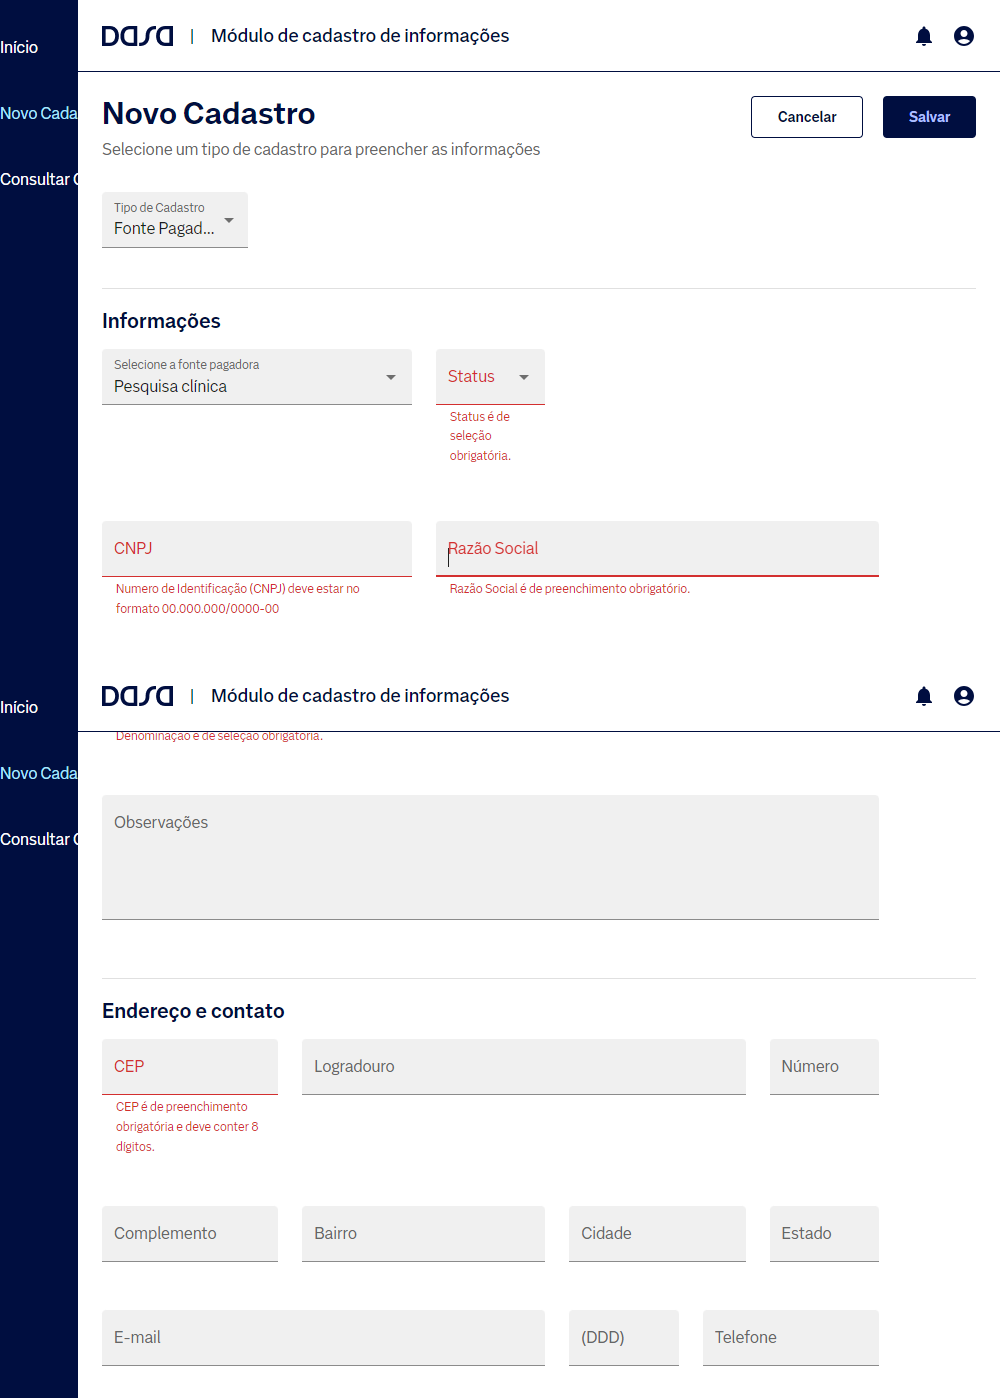 Início
Novo Cada
Consultar C
Dasa | Módulo de cadastro de informações
Novo Cadastro
Selecione um tipo de cadastro para preencher as informações
Cancelar
Salvar
Tipo de Cadastro
Fonte Pagad...
Informações
Selecione a fonte pagadora
Pesquisa clínica
Status
Status é de
seleção
obrigatória.
CNPJ
Numero de Identificação (CNPJ) deve estar no
formato 00.000.000/0000-00
Razão Social
Razão Social é de preenchimento obrigatório.
Início
Novo Cada
Consultar C
Dasa | Módulo de cadastro de informações
Denominação é de seleção obrigatória.
Observações
Endereço e contato
CEP
CEP é de preenchimento
obrigatória e deve conter 8
dígitos.
Logradouro
Número
Complemento
Bairro
Cidade
Estado
E-mail
(DDD)
Telefone